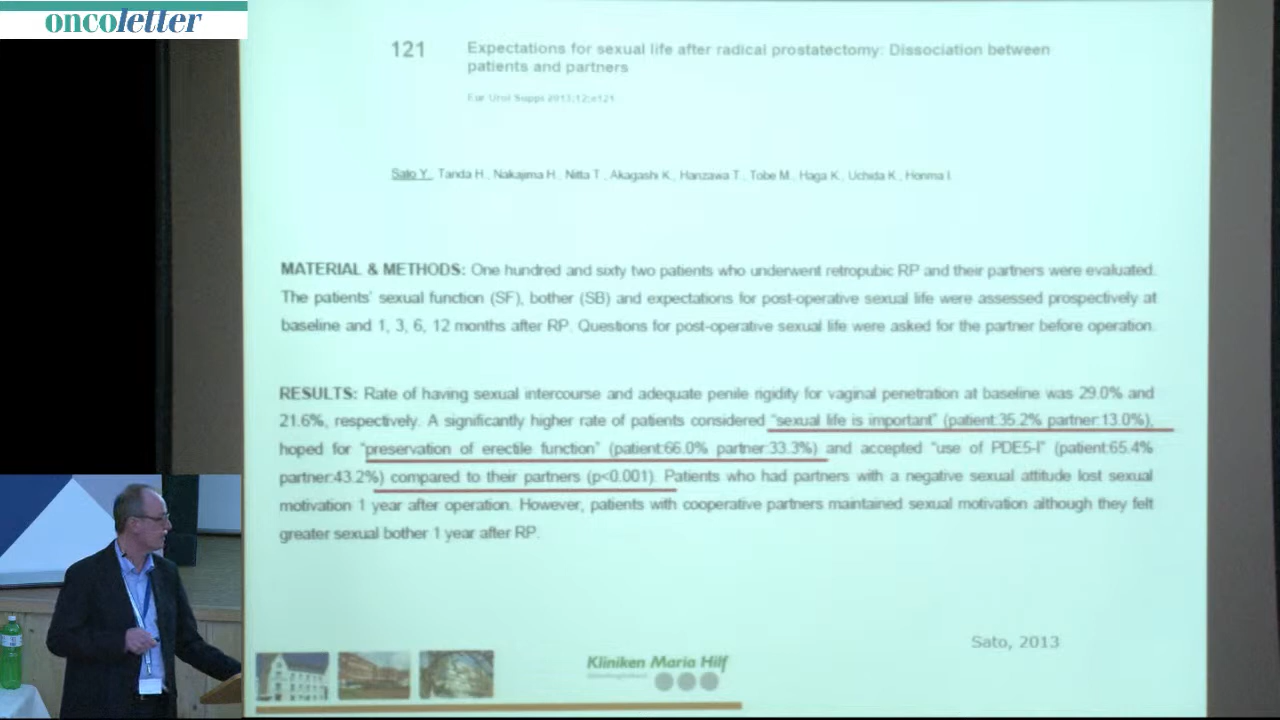 oncoletter
121
Expectations for sexual life after radical prostatectomy: Dissociation between
patients and partners
Eur Urol Suppl 2013;12;e121
Sato Y., Tanda H., Nakajima H., Nitta T., Akagashi K., Hanzawa T., Tobe M., Haga K., Uchida K., Honma I.
MATERIAL & METHODS: One hundred and sixty two patients who underwent retropubic RP and their partners were evaluated.
The patients' sexual function (SF), bother (SB) and expectations for post-operative sexual life were assessed prospectively at
baseline and 1, 3, 6, 12 months after RP. Questions for post-operative sexual life were asked for the partner before operation.
RESULTS: Rate of having sexual intercourse and adequate penile rigidity for vaginal penetration at baseline was 29.0% and
21.6%, respectively. A significantly higher rate of patients considered "sexual life is important" (patient:35.2% partner:13.0%),
hoped for "preservation of erectile function" (patient:66.0% partner:33.3%) and accepted "use of PDE5-I" (patient:65.4%
partner:43.2%) compared to their partners (p<0.001). Patients who had partners with a negative sexual attitude lost sexual
motivation 1 year after operation. However, patients with cooperative partners maintained sexual motivation although they felt
greater sexual bother 1 year after RP.
Sato, 2013
Kliniken Maria Hilf